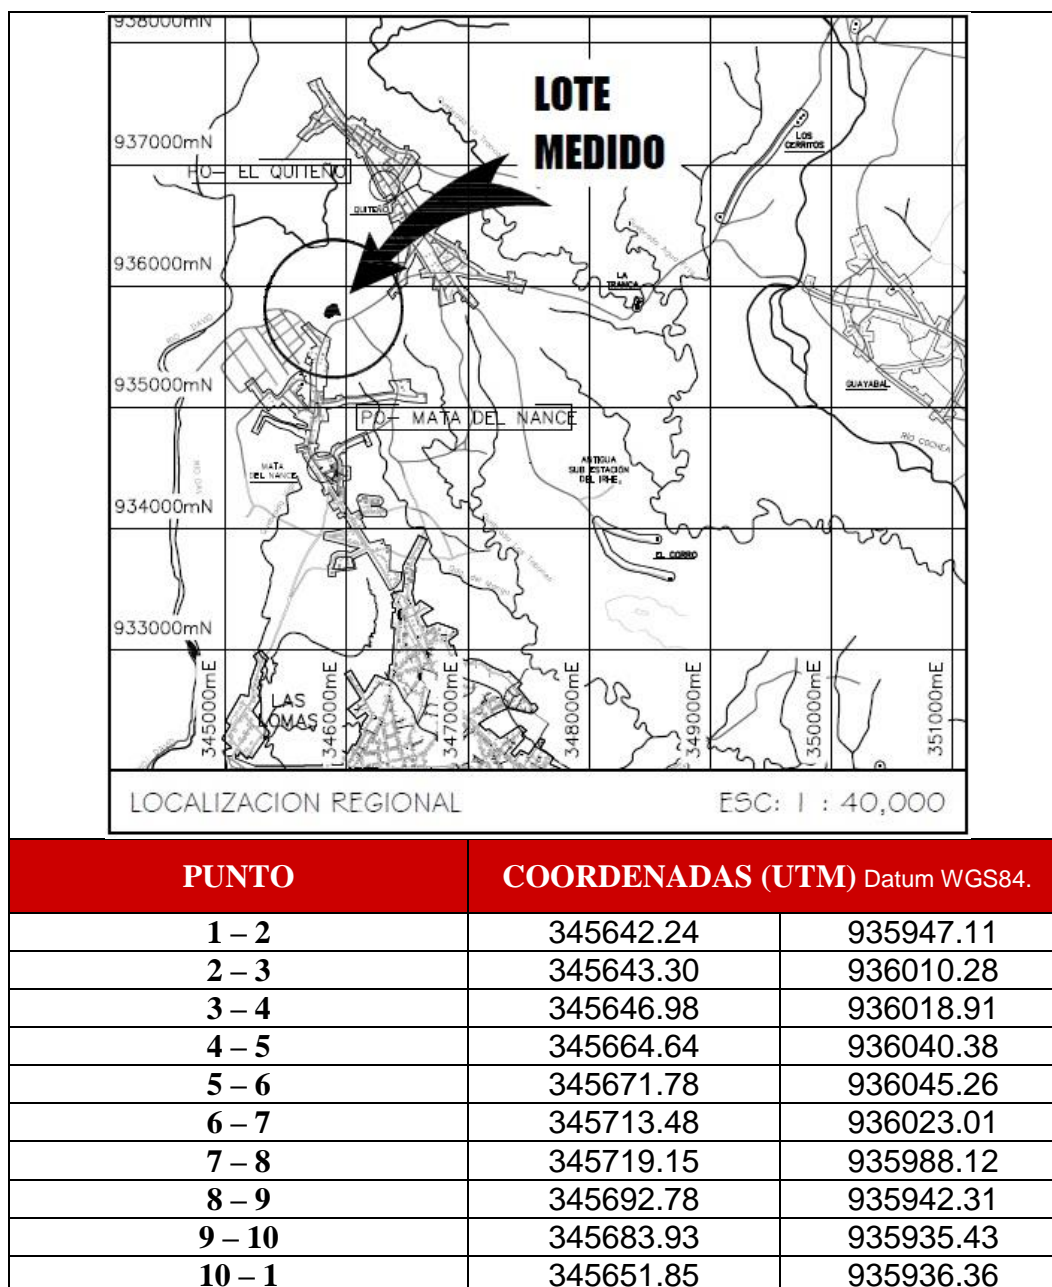 938000mN
LOTE
MEDIDO
937000mN
LOS
CERRITOS
PO- EL QUITEÑO
QUITEÑO
936000mN
LA
TRANCA
RIO DAVID
935000mN
GUAYABAL
PO- MATA DEL NANCE
RÍO COCHEA
MATA
DEL NANCE
ANTIGUA
SUB ESTACIÓN
DEL IRHE,
934000mN
EL CORRO
933000mN
LAS
LOMAS
345000mE
346000mE
347000mE
348000mE
349000mE
350000mE
351000mE
LOCALIZACION REGIONAL ESC: 1 : 40,000
PUNTO COORDENADAS (UTM) Datum WGS84.
1 – 2 345642.24 935947.11
2 – 3 345643.30 936010.28
3 – 4 345646.98 936018.91
4 – 5 345664.64 936040.38
5 – 6 345671.78 936045.26
6 – 7 345713.48 936023.01
7 – 8 345719.15 935988.12
8 – 9 345692.78 935942.31
9 – 10 345683.93 935935.43
10 – 1 345651.85 935936.36